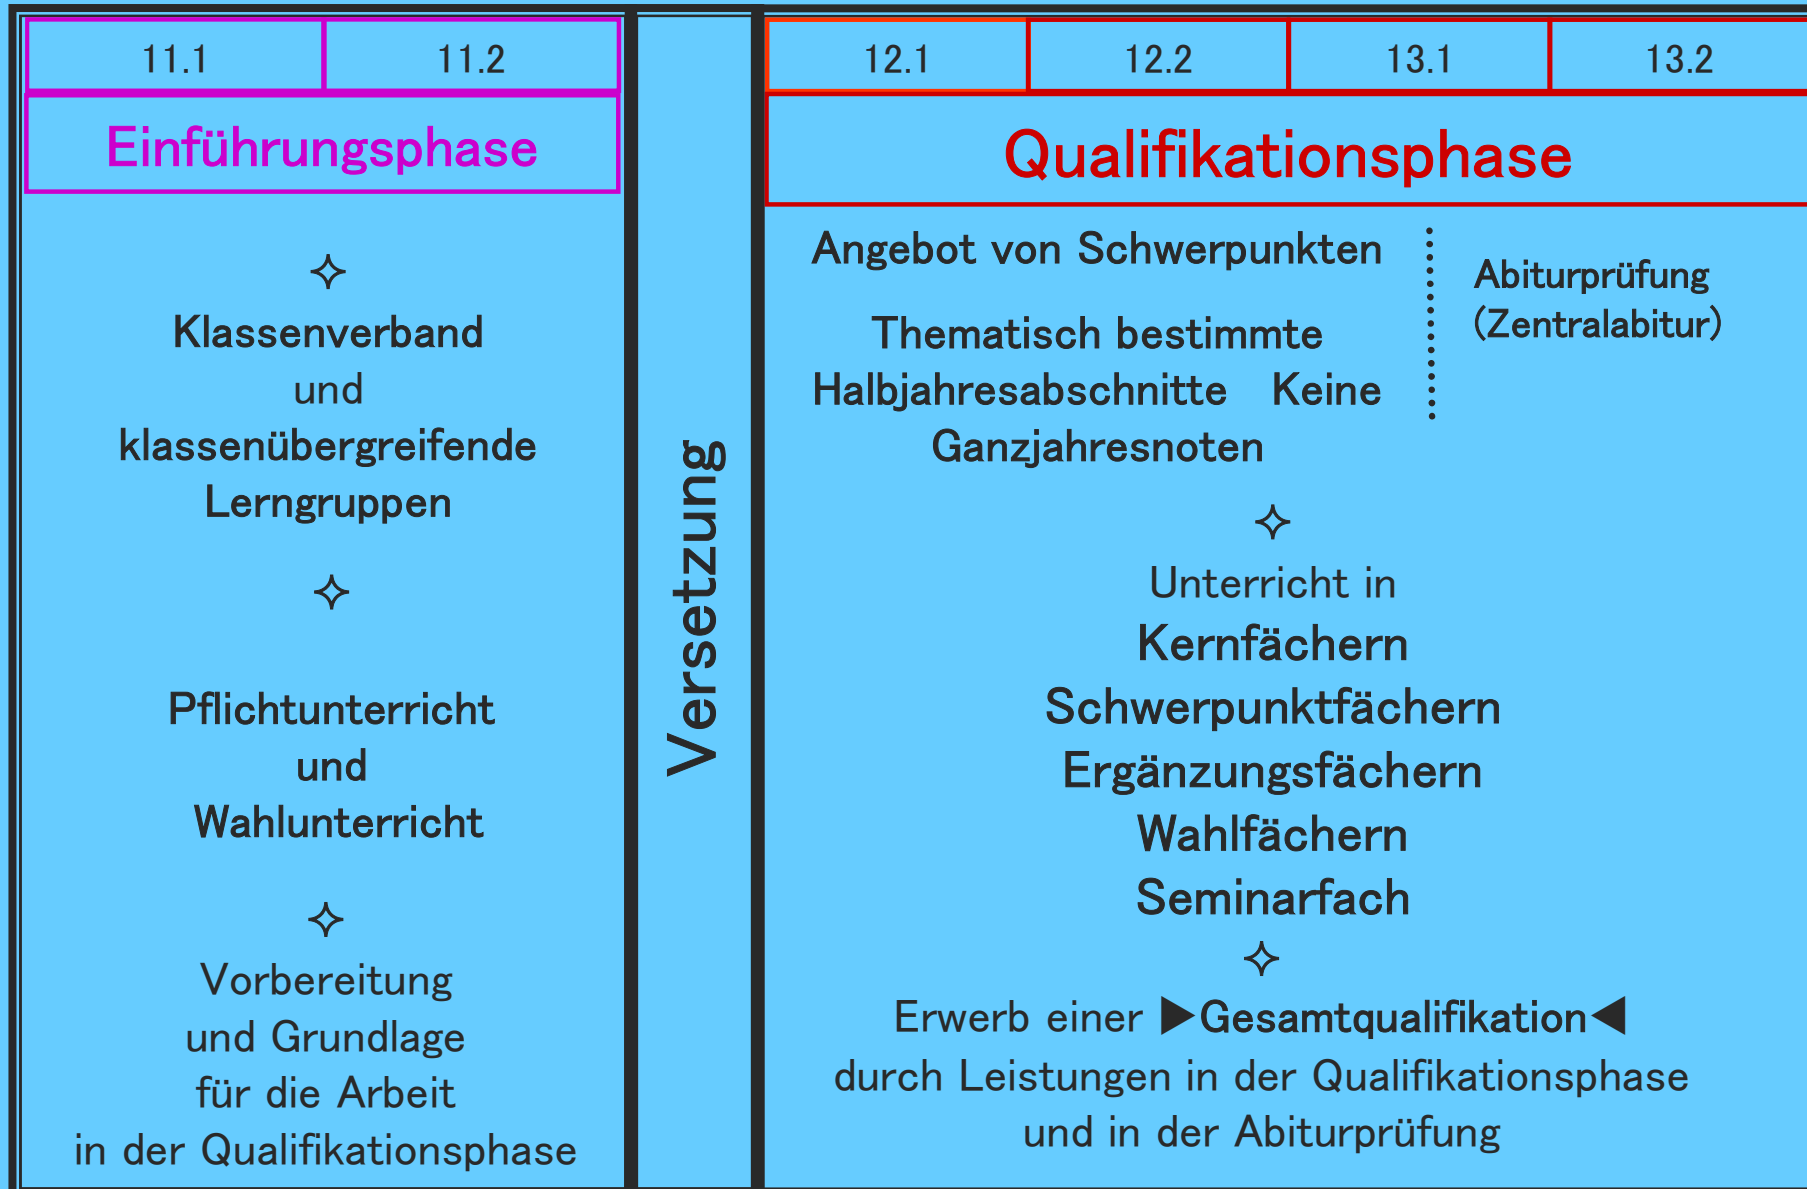 11.1 11.2
Einführungsphase
Klassenverband
und
klassenübergreifende
Lerngruppen
Pflichtunterricht
und
Wahlunterricht
Vorbereitung
und Grundlage
für die Arbeit
in der Qualifikationsphase
Versetzung
12.1 12.2 13.1 13.2
Qualifikationsphase
Angebot von Schwerpunkten
Thematisch bestimmte
Halbjahresabschnitte Keine
Ganzjahresnoten
Abiturprüfung
(Zentralabitur)
Unterricht in
Kernfächern
Schwerpunktfächern
Ergänzungsfächern
Wahlfächern
Seminarfach
Erwerb einer ▶Gesamtqualifikation◀
durch Leistungen in der Qualifikationsphase
und in der Abiturprüfung